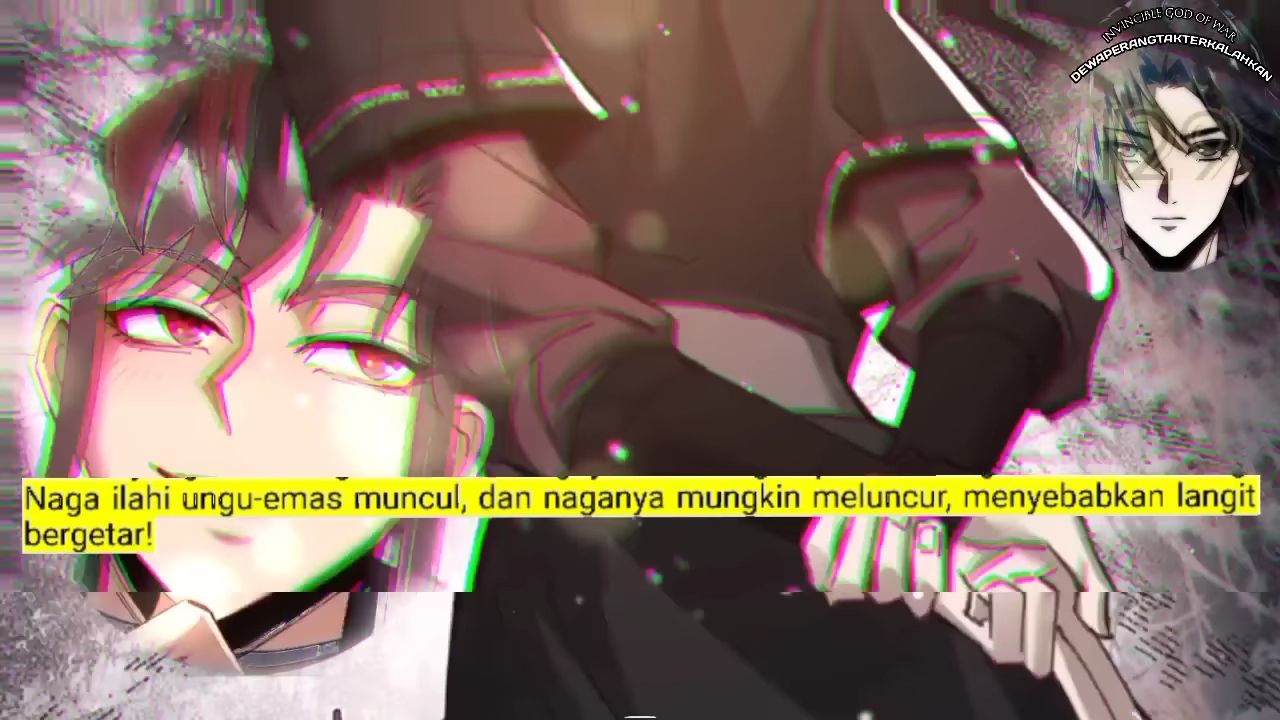 INVINCIBLE GOD OF WAR
DEWAPERANGTAKTERKALAHKAN
Naga ilahi ungu-emas muncul, dan naganya mungkin meluncur, menyebabkan langit
bergetar!